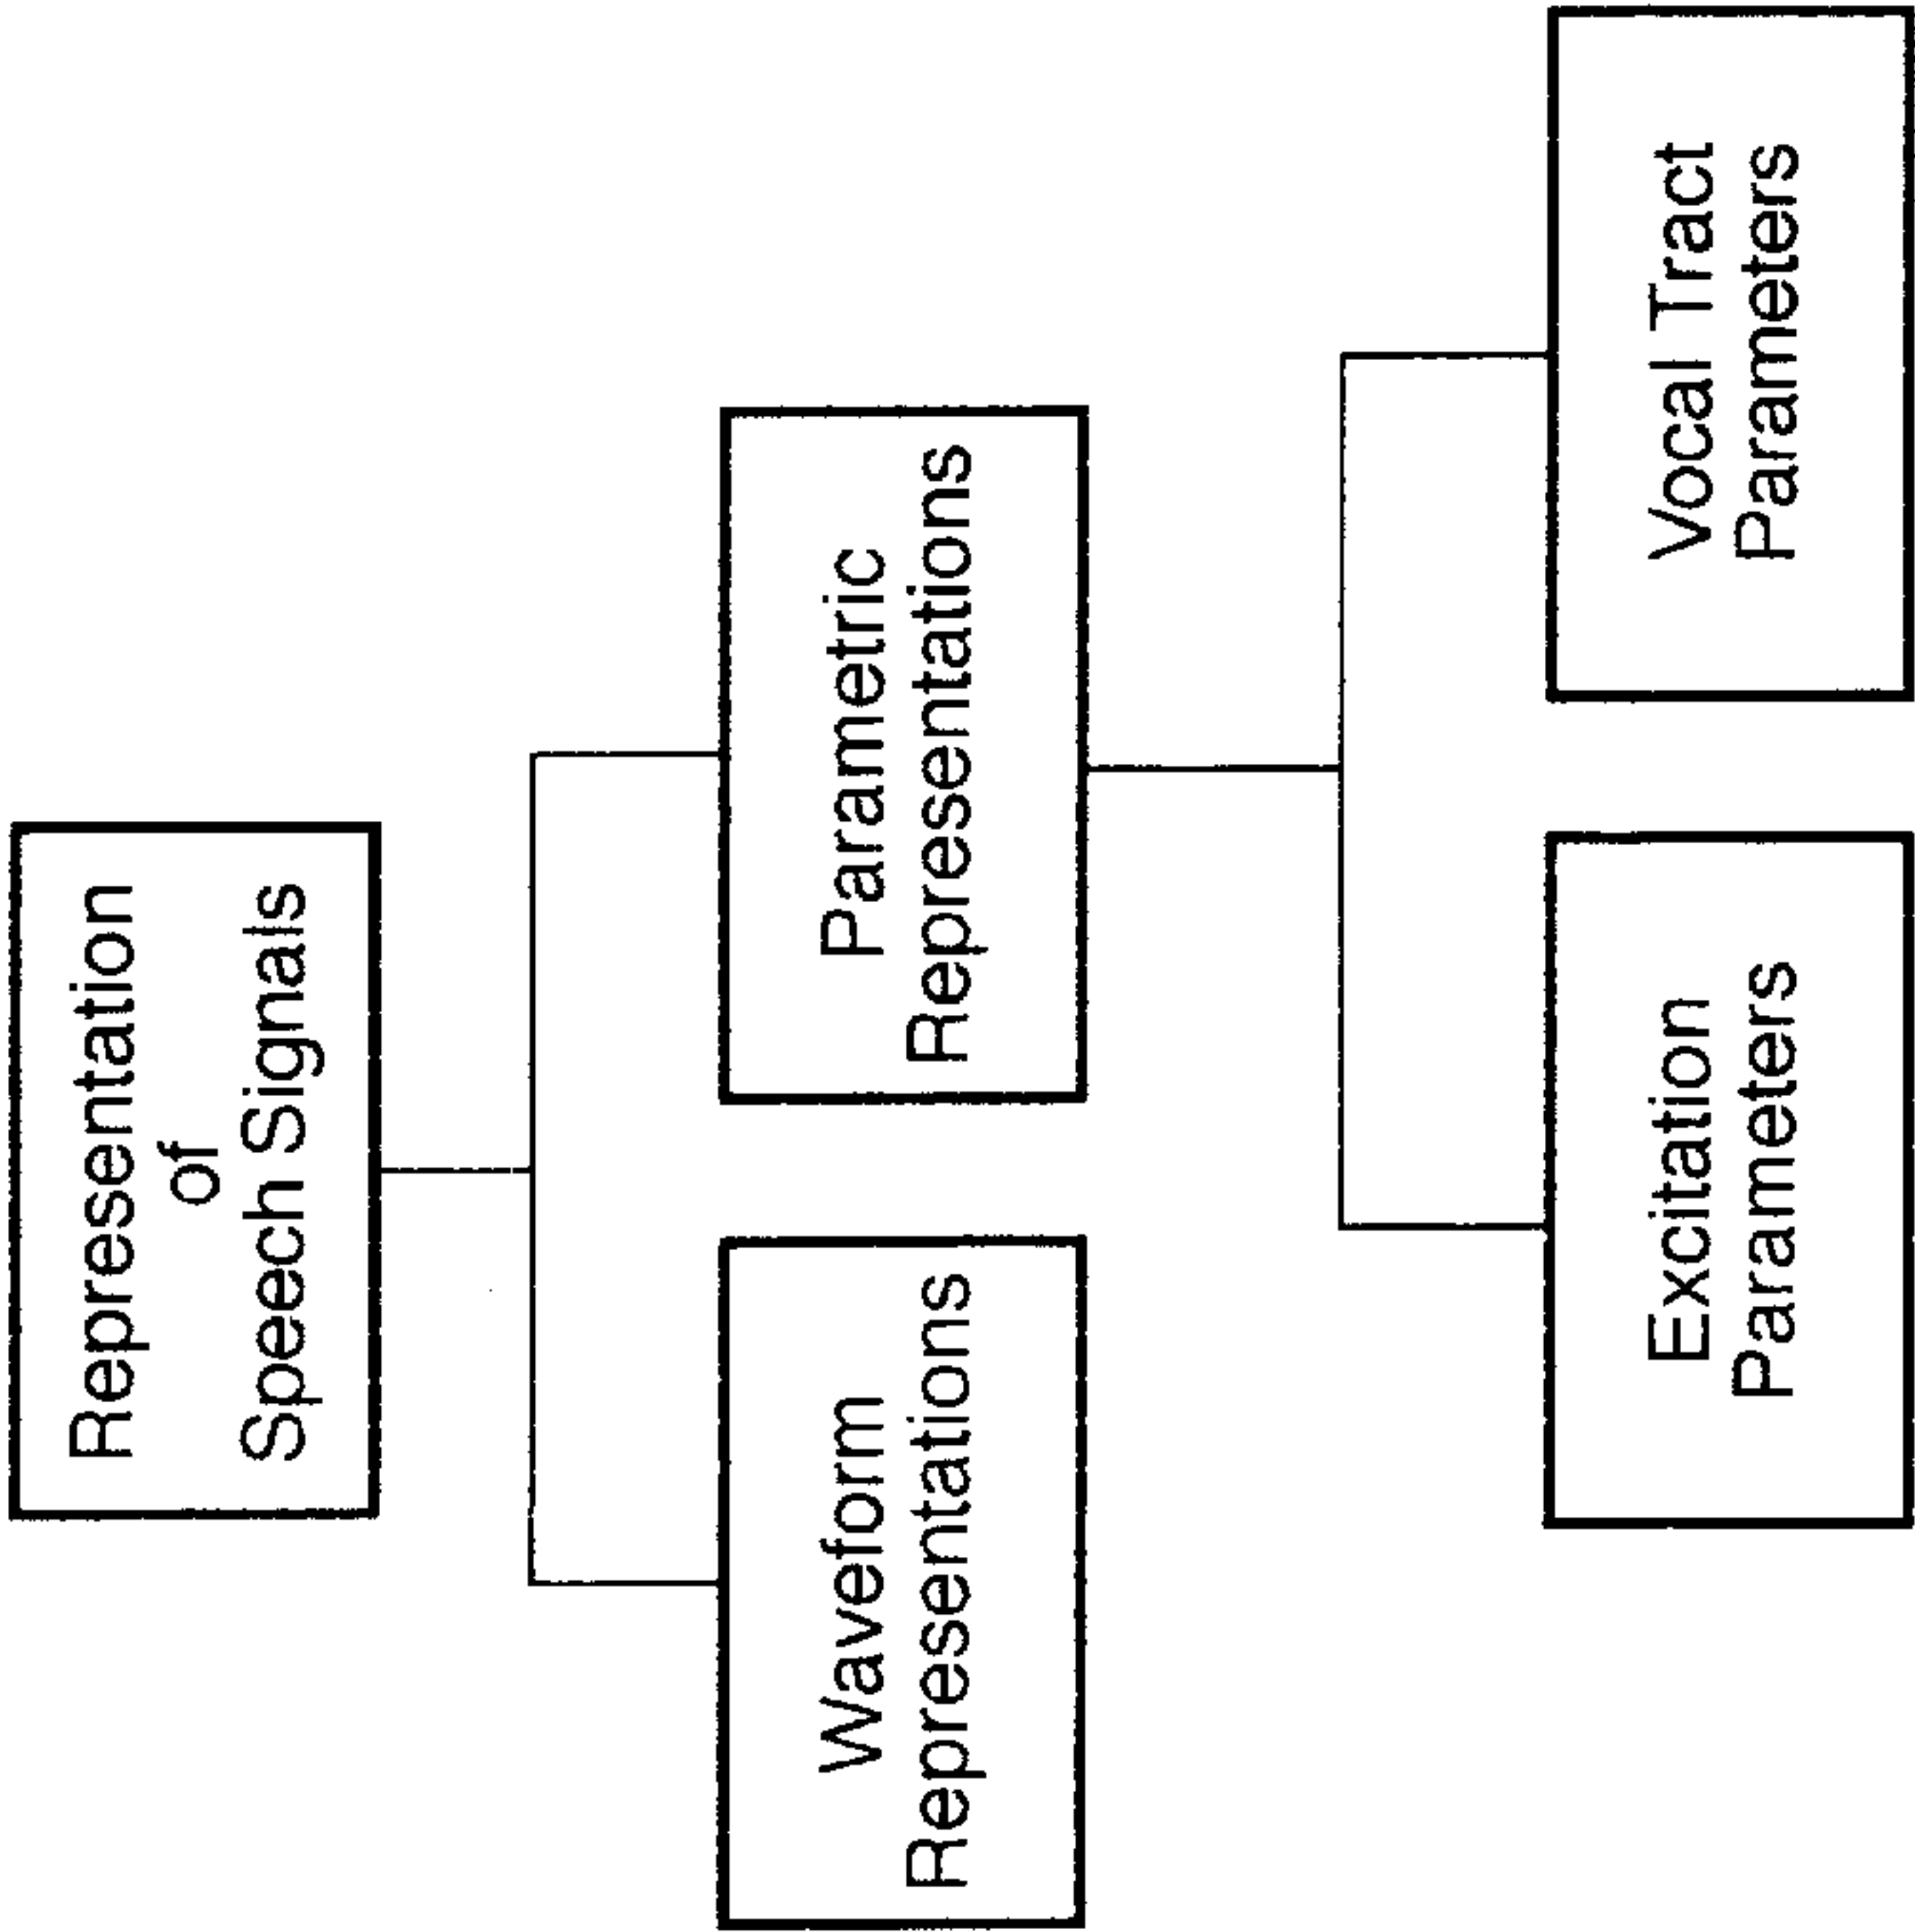 Representation
of
Speech Signals
Waveform
Representations
Parametric
Representations
Excitation
Parameters
Vocal Tract
Parameters